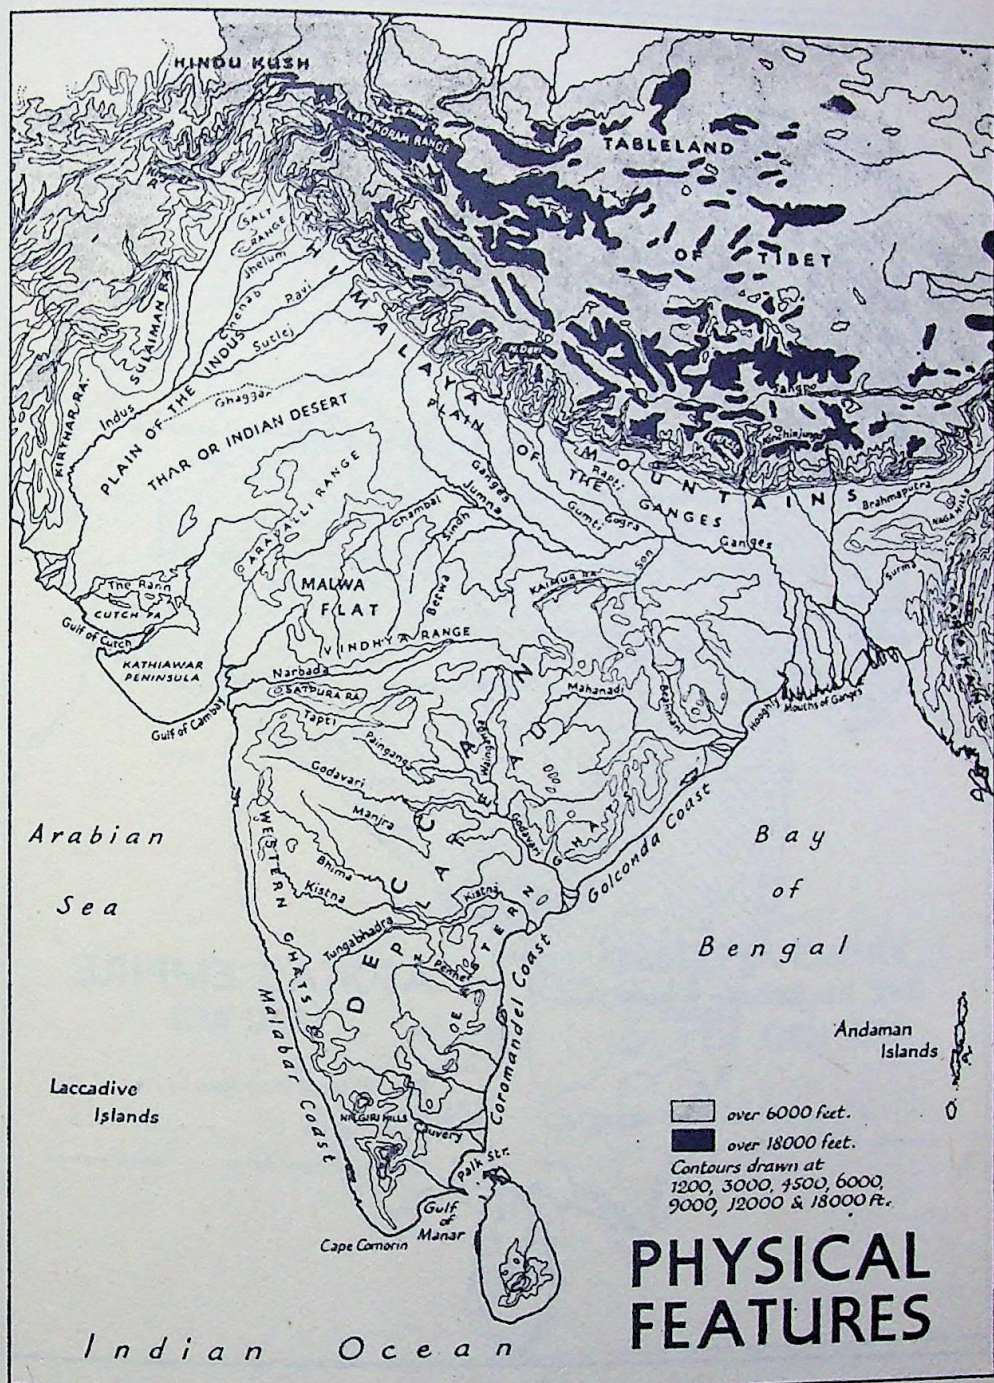 HINDU KUSH
KARAKORAM RANGE
TABLELAND
OF TIBET
SALT
RANGE
Jhelum
Chenab
Ravi
Sutlej
SULAIMAN RA.
KIRTHAR RA.
Indus
PLAIN OF THE INDUS
Ghaggar
THAR OR INDIAN DESERT
HIMALAYA MOUNTAINS
Sangpo
Kinchinjunga
PLAIN OF THE GANGES
Ganges
Jumna
Rapti
Gumti
Gogra
Ganges
Brahmaputra
NAGA HILLS
Surma
ARAVALLI RANGE
Chambal
Sindh
Betwa
Son
KAIMUR RA.
MALWA
FLAT
VINDHYA RANGE
The Rann
CUTCH PA
Gulf of Cutch
KATHIAWAR
PENINSULA
Gulf of Cambay
Narbada
SATPURA RA.
Tapti
Mahanadi
Brahmani
Hooghly
Mouths of Ganges
Painganga
Wainganga
Godavari
Manjra
Godavari
Bhima
Kistna
Kistna
Tungabhadra
Penner
DECCAN
PLATEAU
WESTERN GHATS
EASTERN GHATS
Golconda Coast
Coromandel Coast
Malabar Coast
Arabian
Sea
Bay
of
Bengal
Andaman
Islands
Laccadive
Islands
NILGIRI HILLS
Cauvery
Palk Str.
Gulf
of
Manar
Cape Comorin
over 6000 feet.
over 18000 feet.
Contours drawn at
1200, 3000, 4500, 6000,
9000, 12000 & 18000 Ft.
PHYSICAL
FEATURES
Indian Ocean